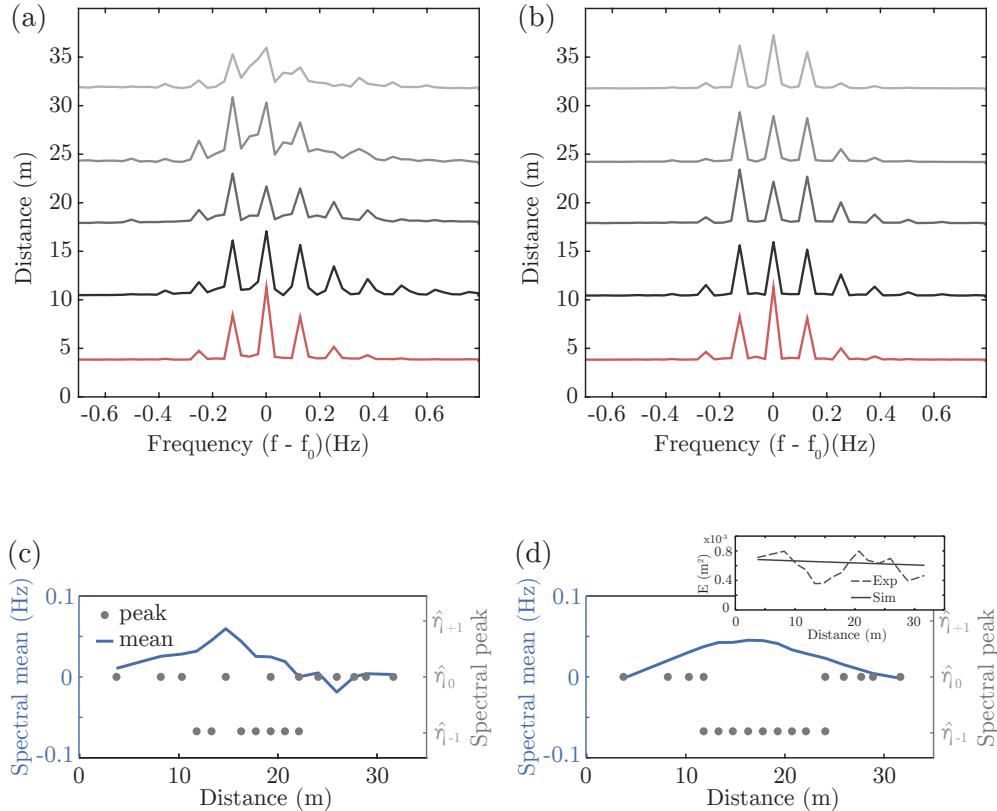 (a)
(b)
Distance (m)
35
30
25
20
15
10
5
0
-0.6
-0.4
-0.2
0
0.2
0.4
0.6
Frequency (f - f0)(Hz)
Distance (m)
35
30
25
20
15
10
5
0
-0.6
-0.4
-0.2
0
0.2
0.4
0.6
Frequency (f - f0)(Hz)
(c)
Spectral mean (Hz)
0.1
0
-0.1
peak
mean
η̂+1
η̂0
η̂-1
Spectral peak
0
10
20
30
Distance (m)
(d)
x10-3
E (m²)
0.8
0.4
0
Exp
Sim
0
10
20
30
Distance (m)
Spectral mean (Hz)
0.1
0
-0.1
η̂+1
η̂0
η̂-1
Spectral peak
0
10
20
30
Distance (m)